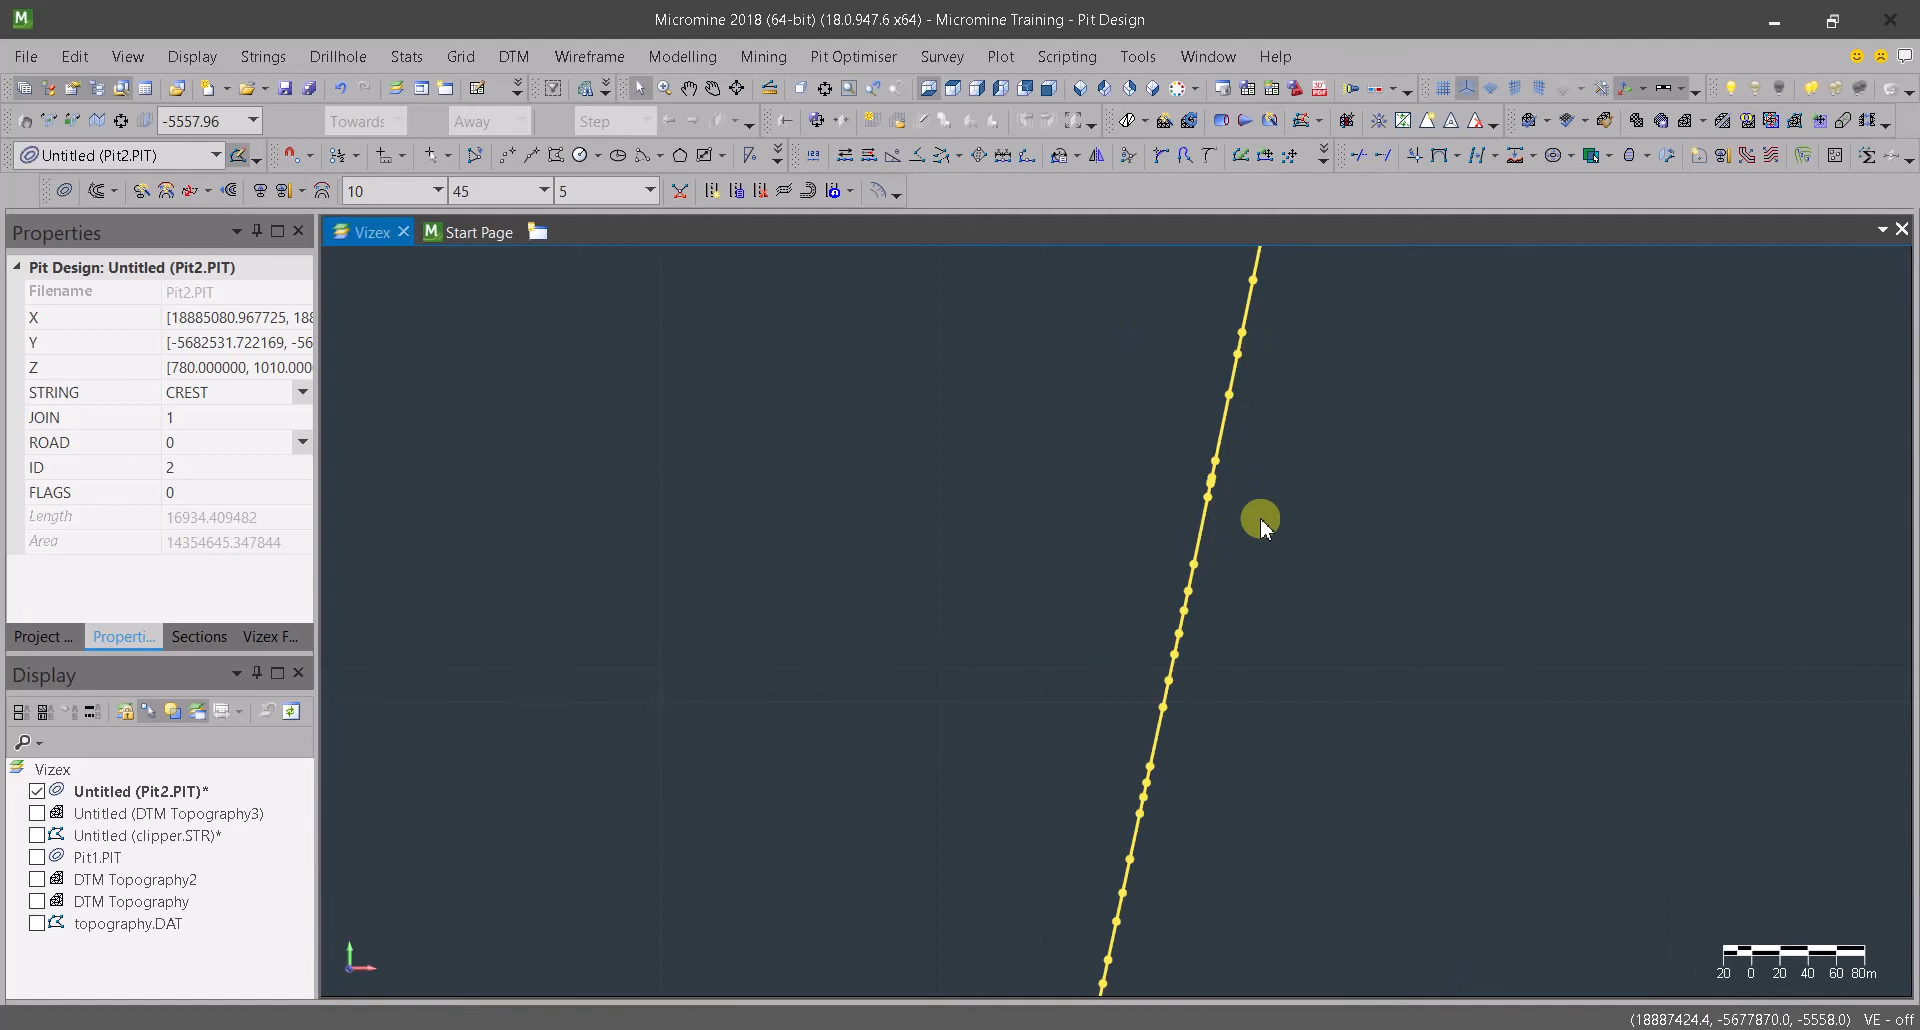 M Micromine 2018 (64-bit) (18.0.947.6 x64) - Micromine Training - Pit Design
File Edit View Display Strings Drillhole Stats Grid DTM Wireframe Modelling Mining Pit Optimiser Survey Plot Scripting Tools Window Help
-5557.96 Towards Away Step
Untitled (Pit2.PIT)
10 45 5
Properties
Vizex M Start Page
Pit Design: Untitled (Pit2.PIT)
Filename Pit2.PIT
X [18885080.967725, 188
Y [-5682531.722169, -56
Z [780.000000, 1010.000
STRING CREST
JOIN 1
ROAD 0
ID 2
FLAGS 0
Length 16934.409482
Area 14354645.347844
Project ... Properti... Sections Vizex F...
Display
Vizex
Untitled (Pit2.PIT)*
Untitled (DTM Topography3)
Untitled (clipper.STR)*
Pit1.PIT
DTM Topography2
DTM Topography
topography.DAT
20 0 20 40 60 80m
(18887424.4, -5677870.0, -5558.0) VE - off